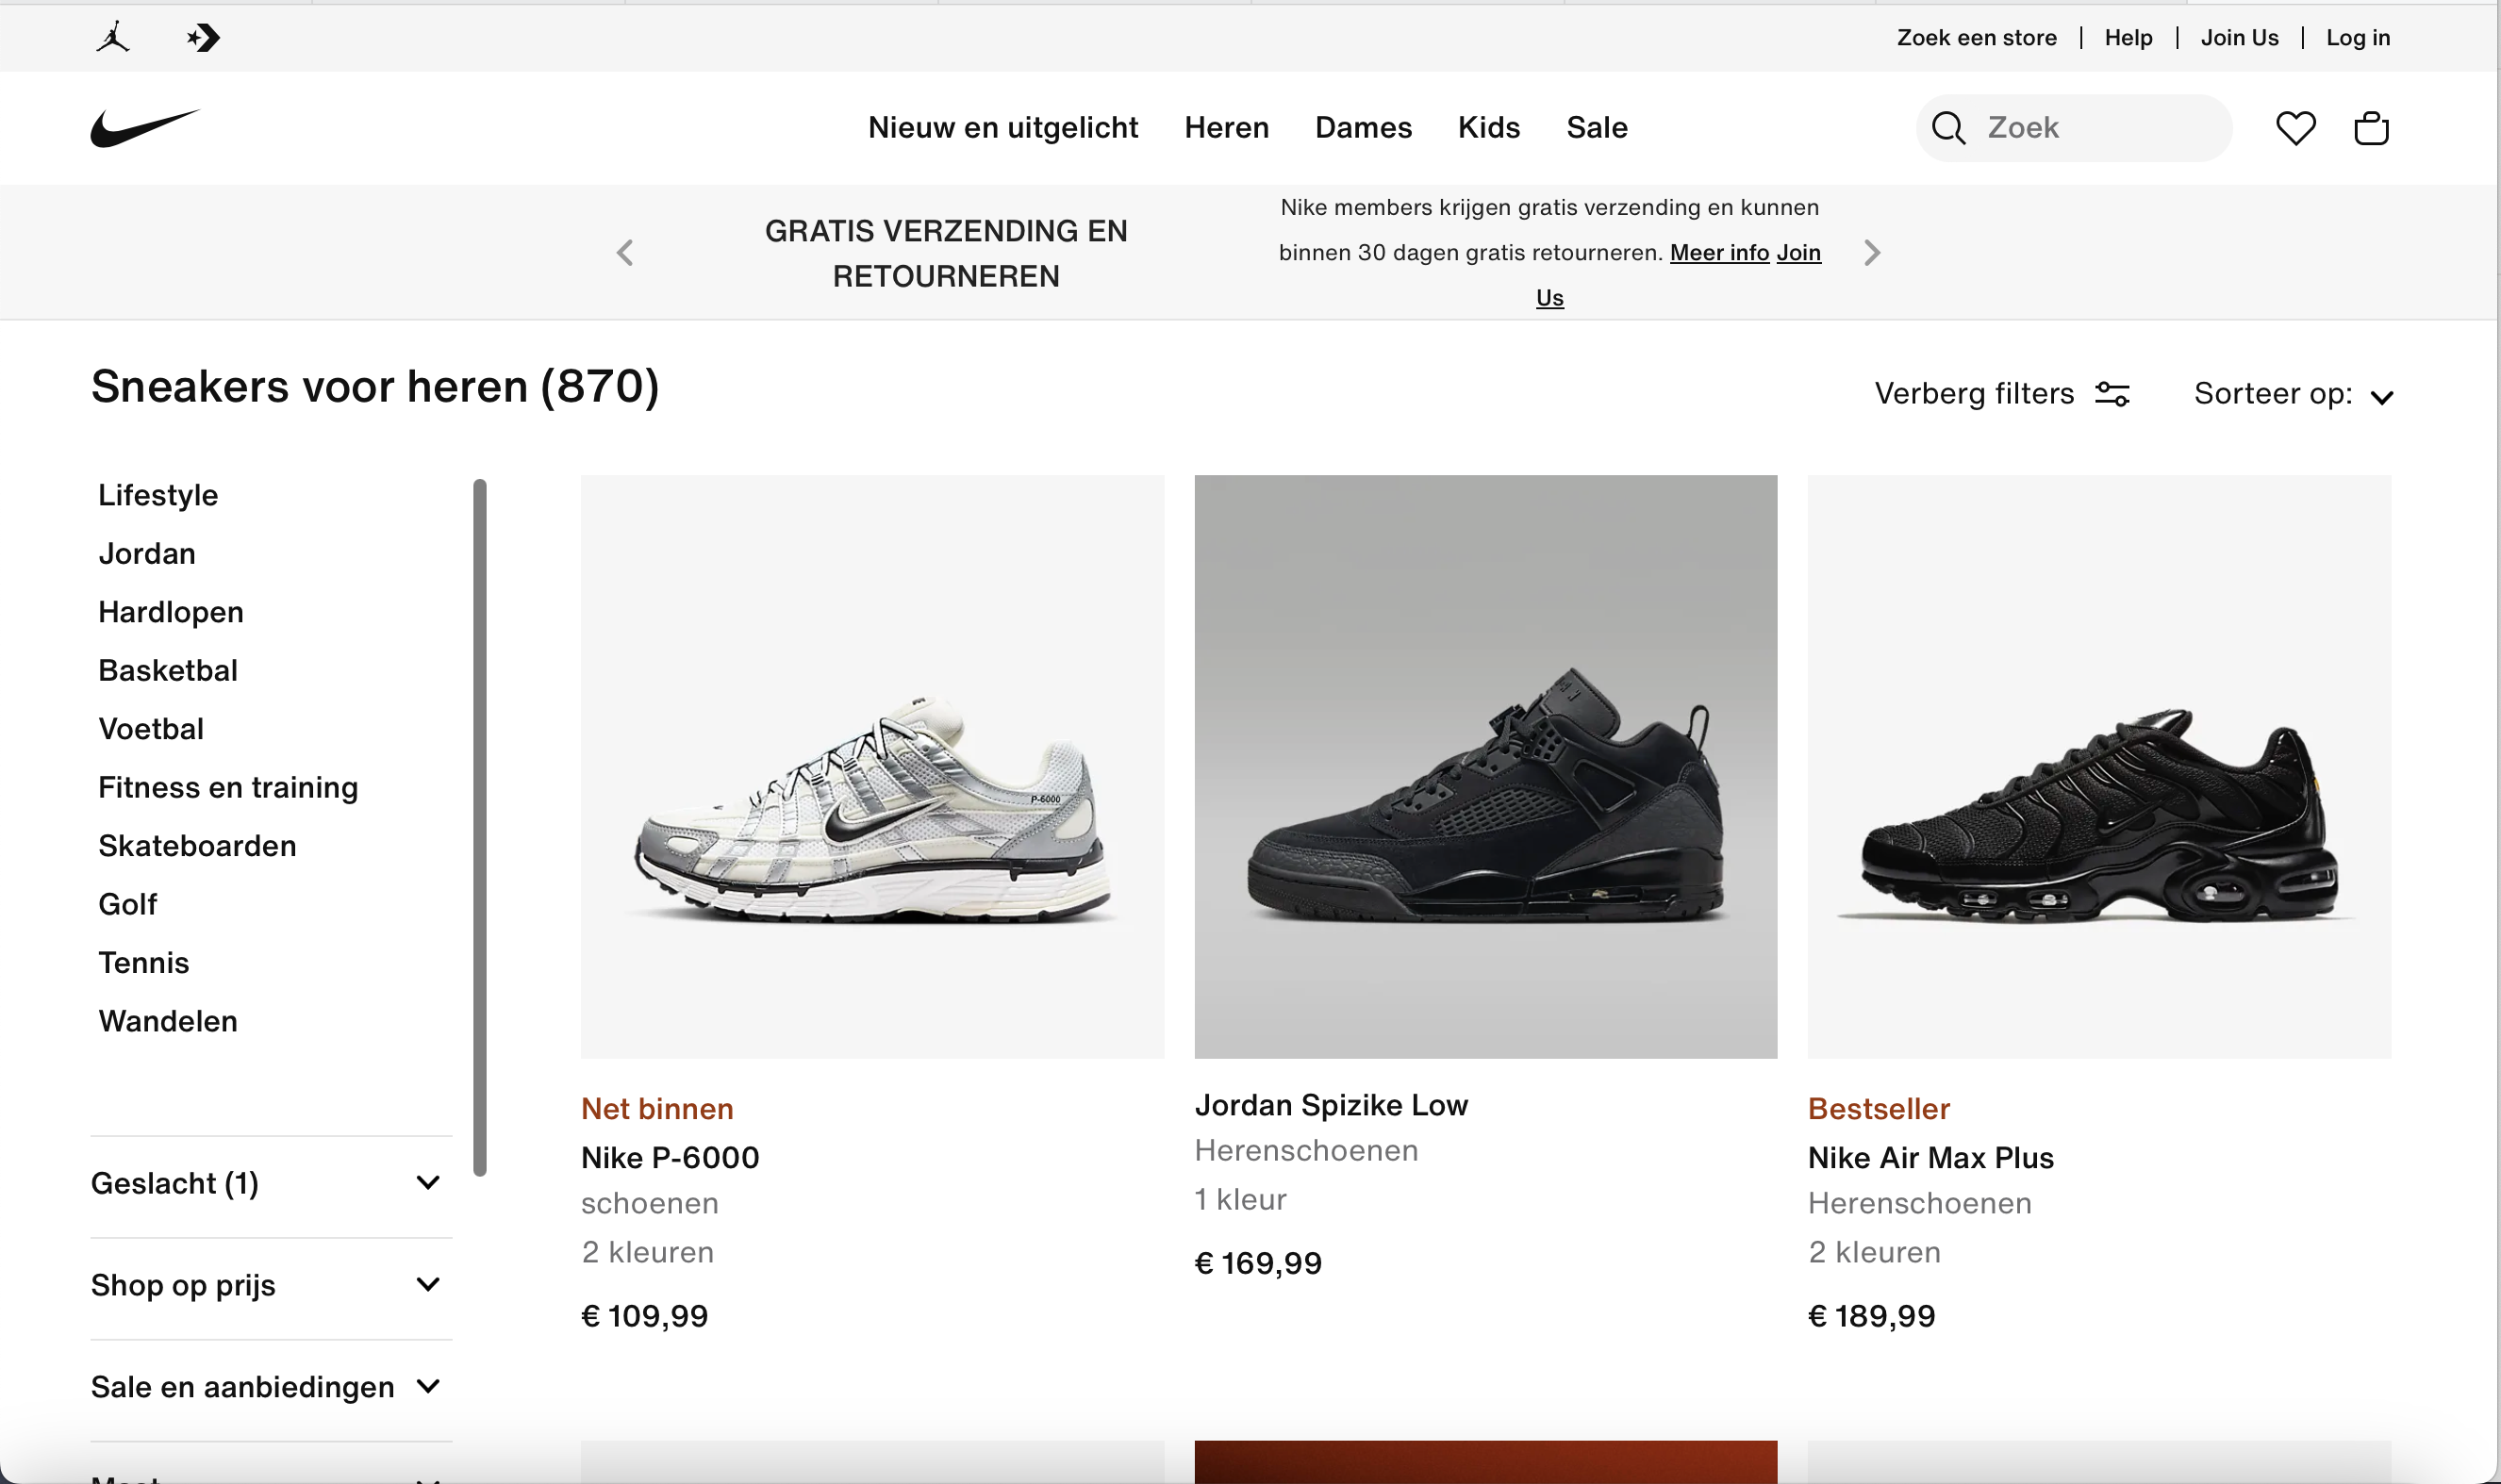 Zoek een store | Help | Join Us | Log in
Nieuw en uitgelicht Heren Dames Kids Sale
Zoek
GRATIS VERZENDING EN
RETOURNEREN
Nike members krijgen gratis verzending en kunnen
binnen 30 dagen gratis retourneren. Meer info Join
Us
Sneakers voor heren (870)
Verberg filters
Sorteer op:
Lifestyle
Jordan
Hardlopen
Basketbal
Voetbal
Fitness en training
Skateboarden
Golf
Tennis
Wandelen
Geslacht (1)
Shop op prijs
Sale en aanbiedingen
P-6000
Net binnen
Nike P-6000
schoenen
2 kleuren
€ 109,99
Jordan Spizike Low
Herenschoenen
1 kleur
€ 169,99
Bestseller
Nike Air Max Plus
Herenschoenen
2 kleuren
€ 189,99